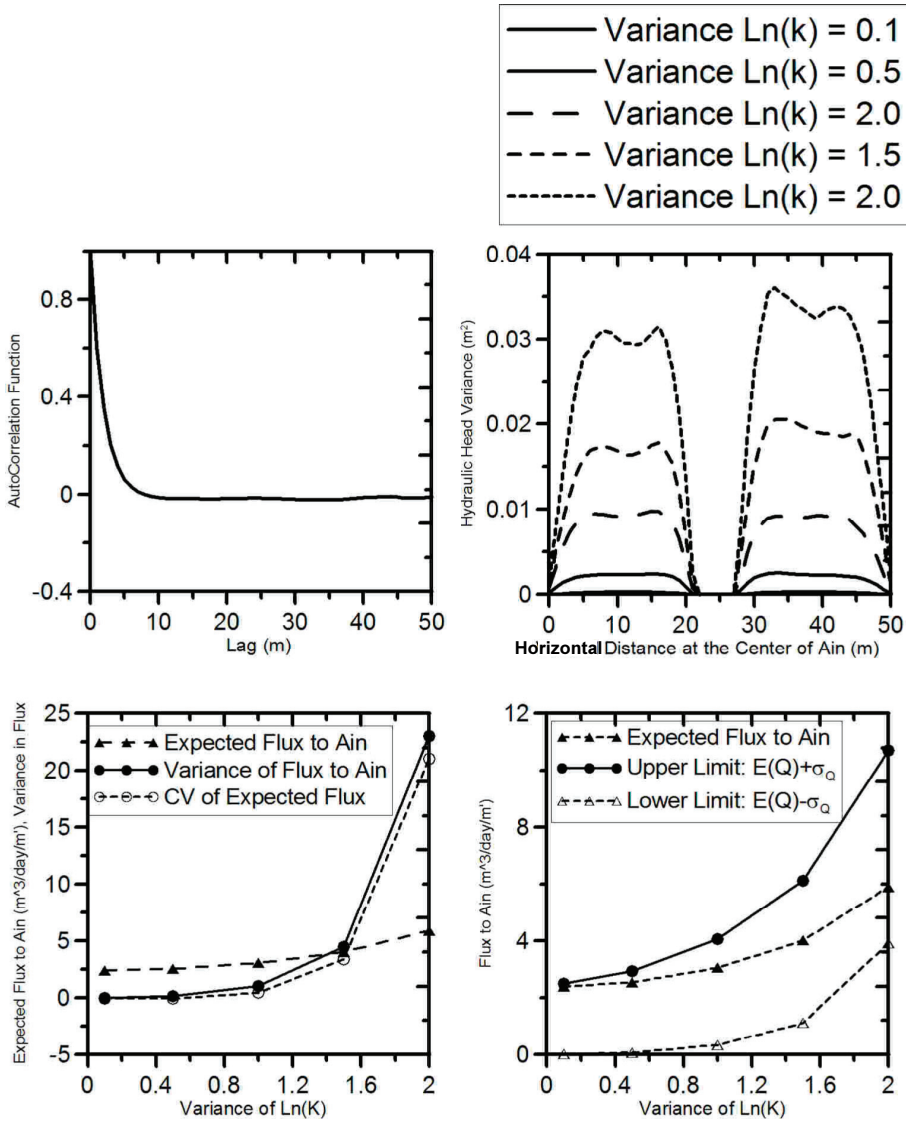 Variance Ln(k) = 0.1
Variance Ln(k) = 0.5
Variance Ln(k) = 2.0
Variance Ln(k) = 1.5
Variance Ln(k) = 2.0
AutoCorrelation Function
0.8
0.4
0
-0.4
0 10 20 30 40 50
Lag (m)
Hydraulic Head Variance (m²)
0.04
0.03
0.02
0.01
0
0 10 20 30 40 50
Horizontal Distance at the Center of Ain (m)
Expected Flux to Ain (m^3/day/m'), Variance in Flux
25
20
15
10
5
0
-5
Expected Flux to Ain
Variance of Flux to Ain
CV of Expected Flux
0 0.4 0.8 1.2 1.6 2
Variance of Ln(K)
Flux to Ain (m^3/day/m')
12
8
4
0
Expected Flux to Ain
Upper Limit: E(Q)+σQ
Lower Limit: E(Q)-σQ
0 0.4 0.8 1.2 1.6 2
Variance of Ln(K)